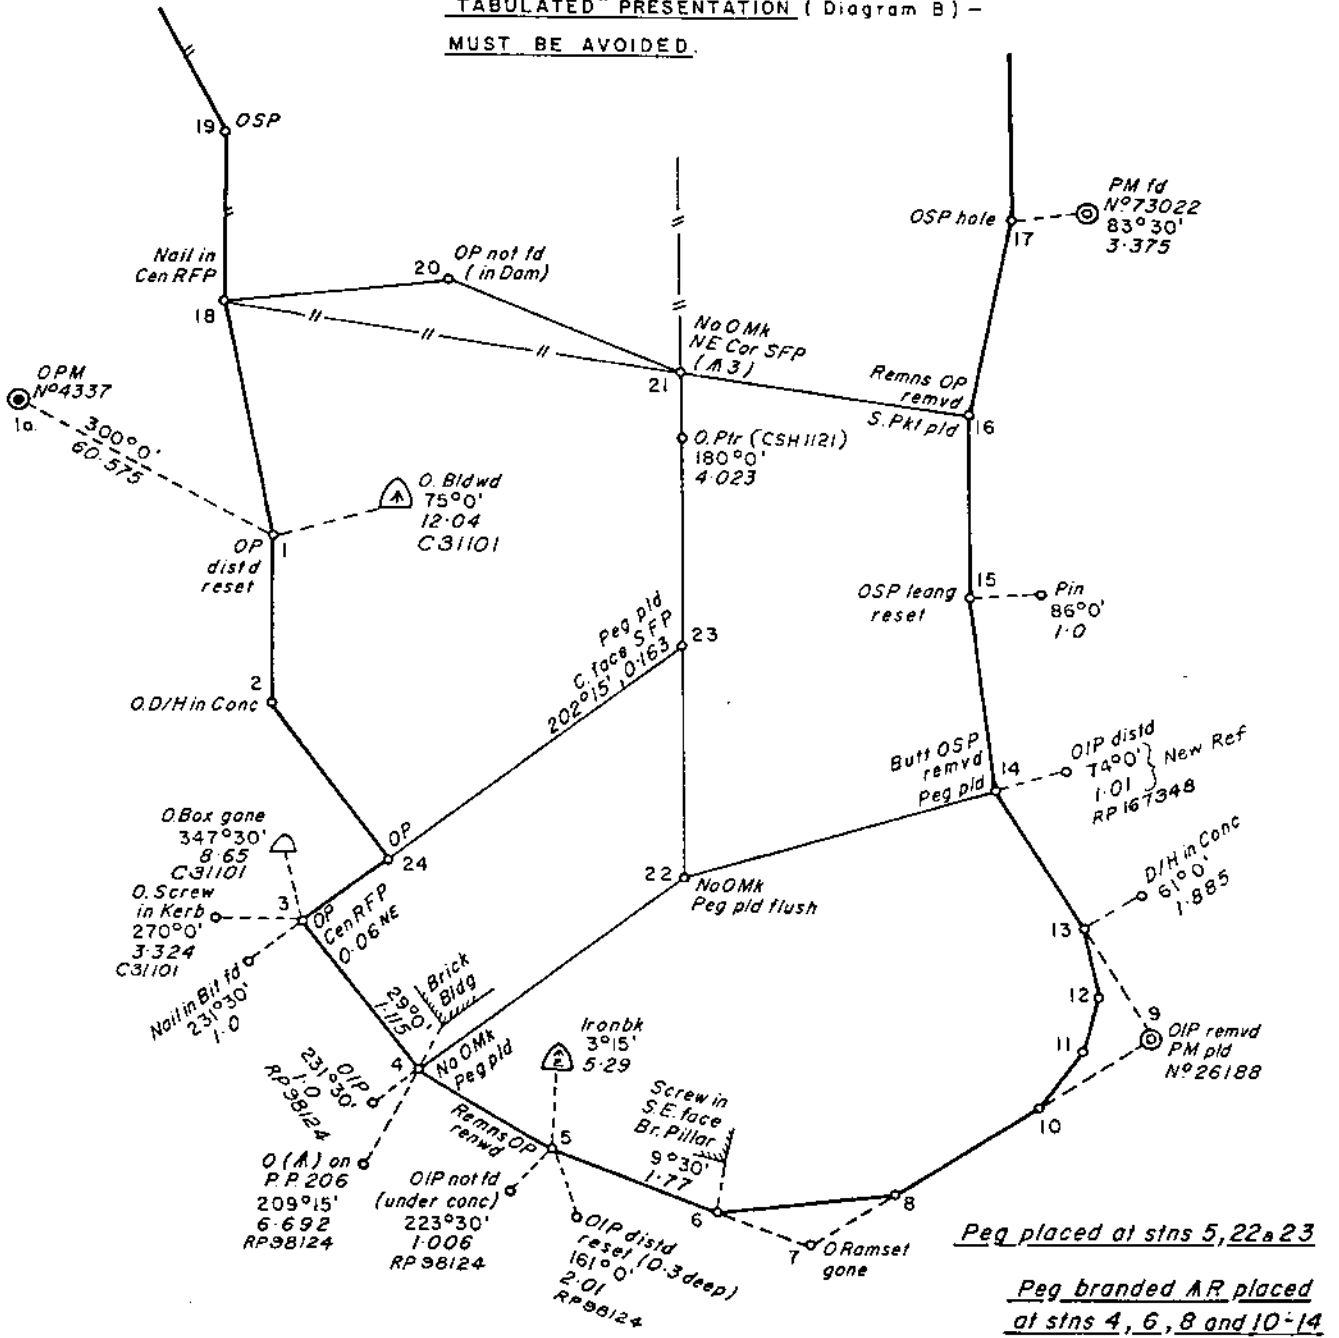 TABULATED" PRESENTATION ( Diagram B) –
MUST BE AVOIDED.
19
OSP
Nail in
Cen RFP
18
20
OP not fd
(in Dam)
OSP hole
17
PM fd
Nº73022
83°30'
3·375
No O Mk
NE Cor SFP
21
Remns OP
remvd
S. Pkt pld
16
OPM
Nº4337
1a.
300°0'
60·575
O. Bldwd
75°0'
12·04
C31101
OP
distd
reset
1
O. Ptr (CSH1121)
180°0'
4·023
OSP leang
reset
15
Pin
86°0'
1·0
2
O.D/H in Conc
Peg pld
C. face SFP
202°15', 0·163
23
Butt OSP
remvd
Peg pld
14
OIP distd
74°0'
1·01
RP167348
New Ref
O.Box gone
347°30'
8·65
C31101
OP
24
O. Screw
in Kerb
270°0'
3·324
C31101
3
OP
Cen RFP
0·06 NE
22
No O Mk
Peg pld flush
D/H in Conc
61°0'
1·885
13
Nail in Bit fd
231°30'
1·0
29°0'
1·115
Brick
Bldg
12
11
9
OIP remvd
PM pld
Nº26188
10
4
No O Mk
Peg pld
OIP
231°30'
1·0
RP98124
Ironbk
3°15'
5·29
Remns OP
renwd
5
Screw in
S.E. face
Br. Pillar
9°30'
1·77
O (
) on
P.P. 206
209°15'
6·692
RP98124
OIP not fd
(under conc)
223°30'
1·006
RP 98124
OIP distd
reset (0.3 deep)
161°0'
2·01
RP98124
6
7
O Ramset
gone
8
Peg placed at stns 5, 22 a 23
Peg branded
R placed
at stns 4, 6, 8 and 10-14